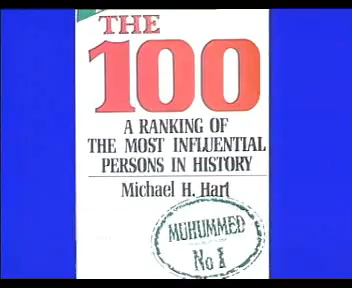 THE
100
A RANKING OF
THE MOST INFLUENTIAL
PERSONS IN HISTORY
Michael H. Hart
MUHUMMED
No 1